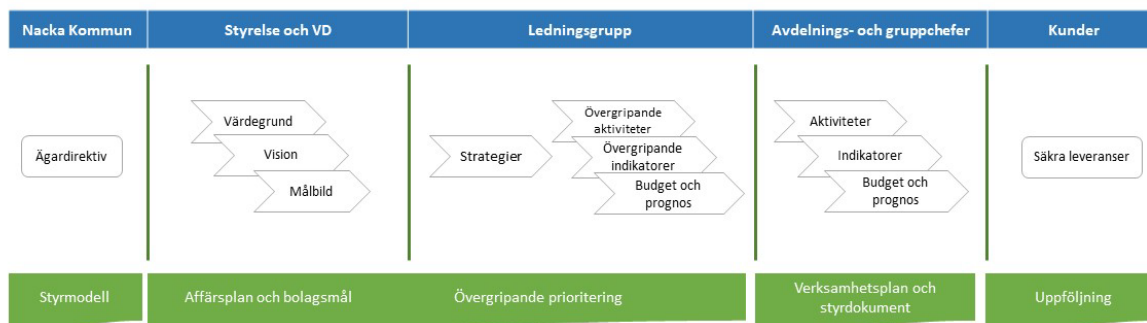 Nacka Kommun
Styrelse och VD
Ledningsgrupp
Avdelnings- och gruppchefer
Kunder
Ägardirektiv
Värdegrund
Vision
Målbild
Strategier
Övergripande
aktiviteter
Övergripande
indikatorer
Budget och
prognos
Aktiviteter
Indikatorer
Budget och
prognos
Säkra leveranser
Styrmodell
Affärsplan och bolagsmål
Övergripande prioritering
Verksamhetsplan och
styrdokument
Uppföljning